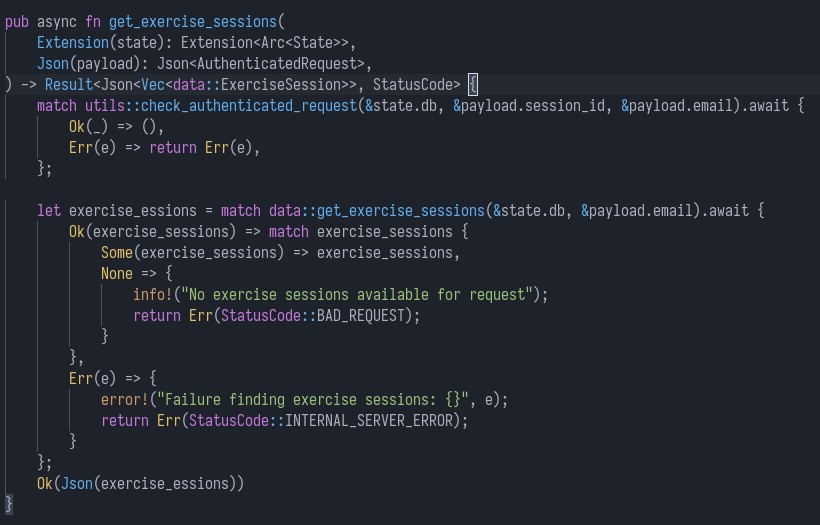 pub async fn get_exercise_sessions(
    Extension(state): Extension<Arc<State>>,
    Json(payload): Json<AuthenticatedRequest>,
) -> Result<Json<Vec<data::ExerciseSession>>, StatusCode> {
    match utils::check_authenticated_request(&state.db, &payload.session_id, &payload.email).await {
        Ok(_) => (),
        Err(e) => return Err(e),
    };

    let exercise_essions = match data::get_exercise_sessions(&state.db, &payload.email).await {
        Ok(exercise_sessions) => match exercise_sessions {
            Some(exercise_sessions) => exercise_sessions,
            None => {
                info!("No exercise sessions available for request");
                return Err(StatusCode::BAD_REQUEST);
            }
        },
        Err(e) => {
            error!("Failure finding exercise sessions: {}", e);
            return Err(StatusCode::INTERNAL_SERVER_ERROR);
        }
    };
    Ok(Json(exercise_essions))
}